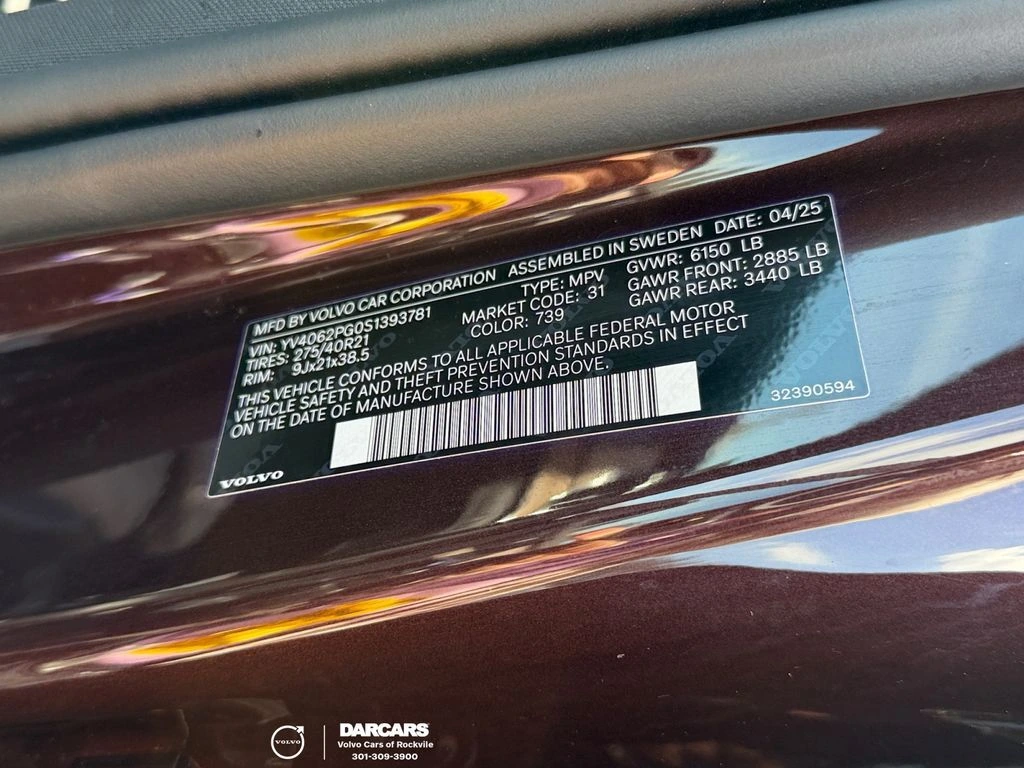 MFD BY VOLVO CAR CORPORATION ASSEMBLED IN SWEDEN DATE: 04/25
VIN: YV4062PG0S1393781 TYPE: MPV GVWR: 6150 LB
TIRES: 275/40R21 MARKET CODE: 31 GAWR FRONT: 2885 LB
RIM: 9Jx21x38.5 COLOR: 739 GAWR REAR: 3440 LB
THIS VEHICLE CONFORMS TO ALL APPLICABLE FEDERAL MOTOR
VEHICLE SAFETY AND THEFT PREVENTION STANDARDS IN EFFECT
ON THE DATE OF MANUFACTURE SHOWN ABOVE.
32390594
VOLVO
VOLVO
DARCARS
Volvo Cars of Rockvile
301-309-3900